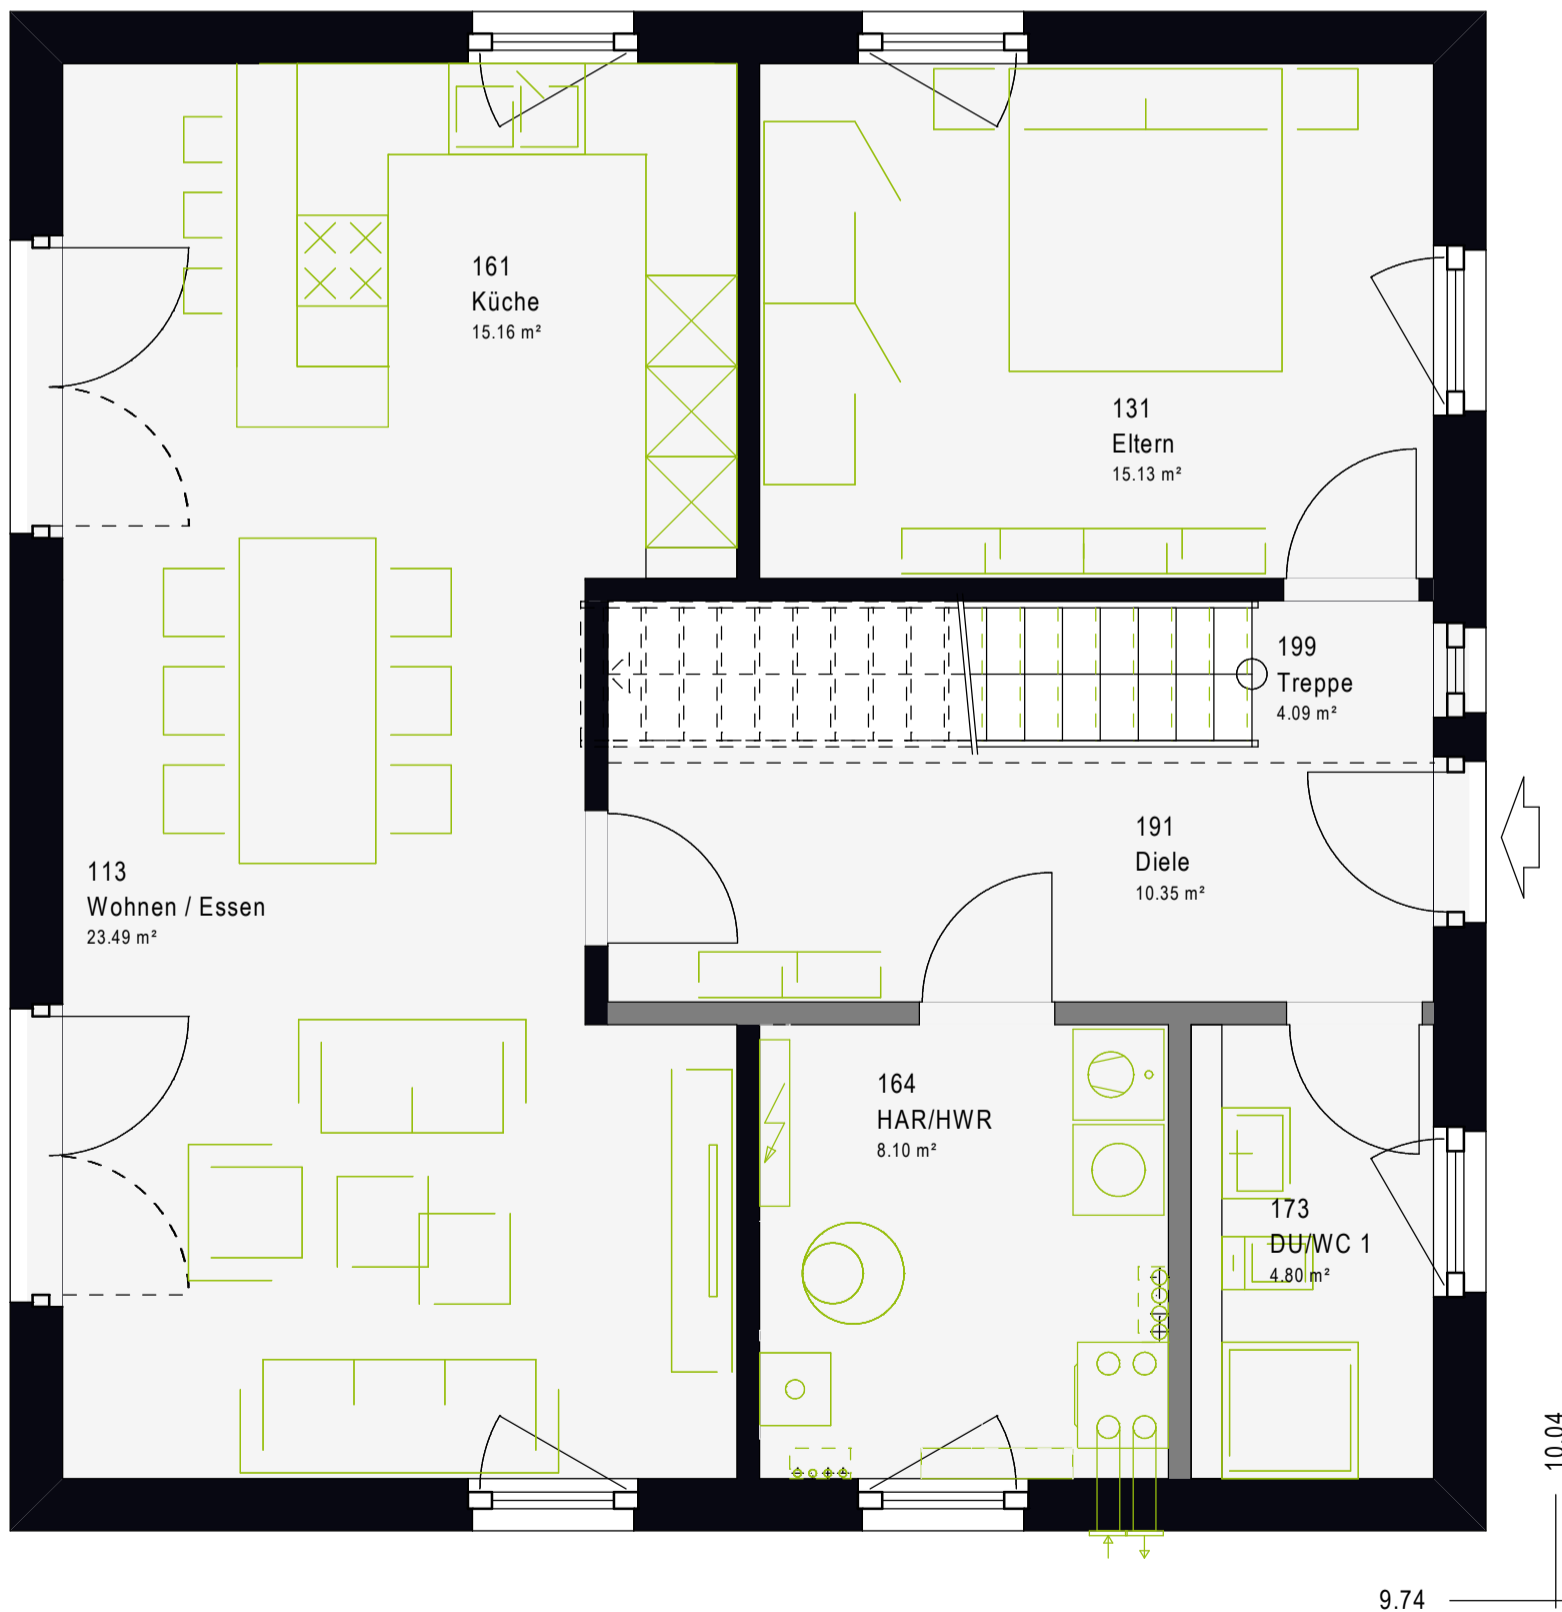 161
Küche
15.16 m²
131
Eltern
15.13 m²
199
Treppe
4.09 m²
191
Diele
10.35 m²
113
Wohnen / Essen
23.49 m²
164
HAR/HWR
8.10 m²
173
DU/WC 1
4.80 m²
10.04
9.74